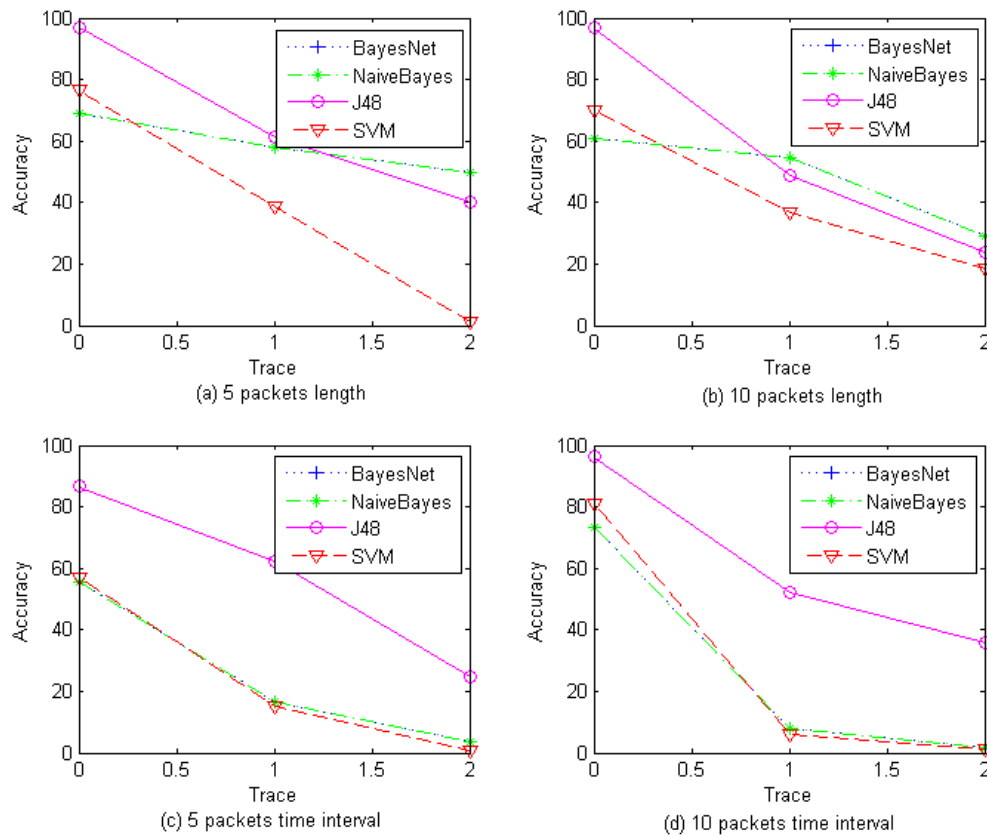 100
80
60
40
20
0
Accuracy
BayesNet
NaiveBayes
J48
SVM
0 0.5 1 1.5 2
Trace
(a) 5 packets length
100
80
60
40
20
0
Accuracy
BayesNet
NaiveBayes
J48
SVM
0 0.5 1 1.5 2
Trace
(b) 10 packets length
100
80
60
40
20
0
Accuracy
BayesNet
NaiveBayes
J48
SVM
0 0.5 1 1.5 2
Trace
(c) 5 packets time interval
100
80
60
40
20
0
Accuracy
BayesNet
NaiveBayes
J48
SVM
0 0.5 1 1.5 2
Trace
(d) 10 packets time interval